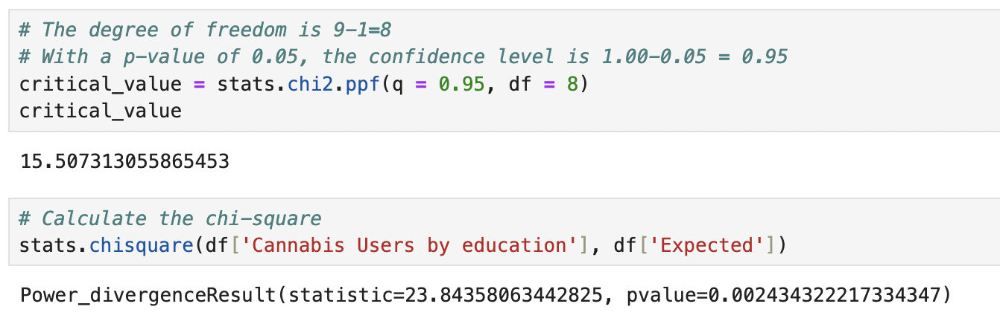 # The degree of freedom is 9-1=8
# With a p-value of 0.05, the confidence level is 1.00-0.05 = 0.95
critical_value = stats.chi2.ppf(q = 0.95, df = 8)
critical_value
15.507313055865453
# Calculate the chi-square
stats.chisquare(df['Cannabis Users by education'], df['Expected'])
Power_divergenceResult(statistic=23.84358063442825, pvalue=0.002434322217334347)